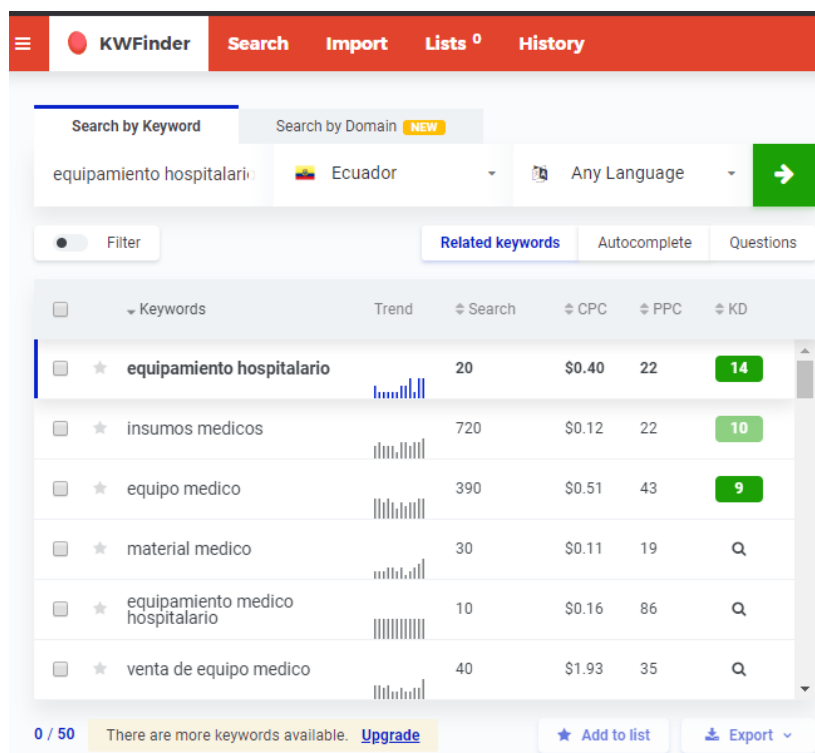 KWFinder Search Import Lists 0 History
Search by Keyword Search by Domain NEW
equipamiento hospitalari Ecuador Any Language
Filter Related keywords Autocomplete Questions
Keywords Trend Search CPC PPC KD
equipamiento hospitalario 20 $0.40 22 14
insumos medicos 720 $0.12 22 10
equipo medico 390 $0.51 43 9
material medico 30 $0.11 19
equipamiento medico
hospitalario 10 $0.16 86
venta de equipo medico 40 $1.93 35
0 / 50 There are more keywords available. Upgrade Add to list Export